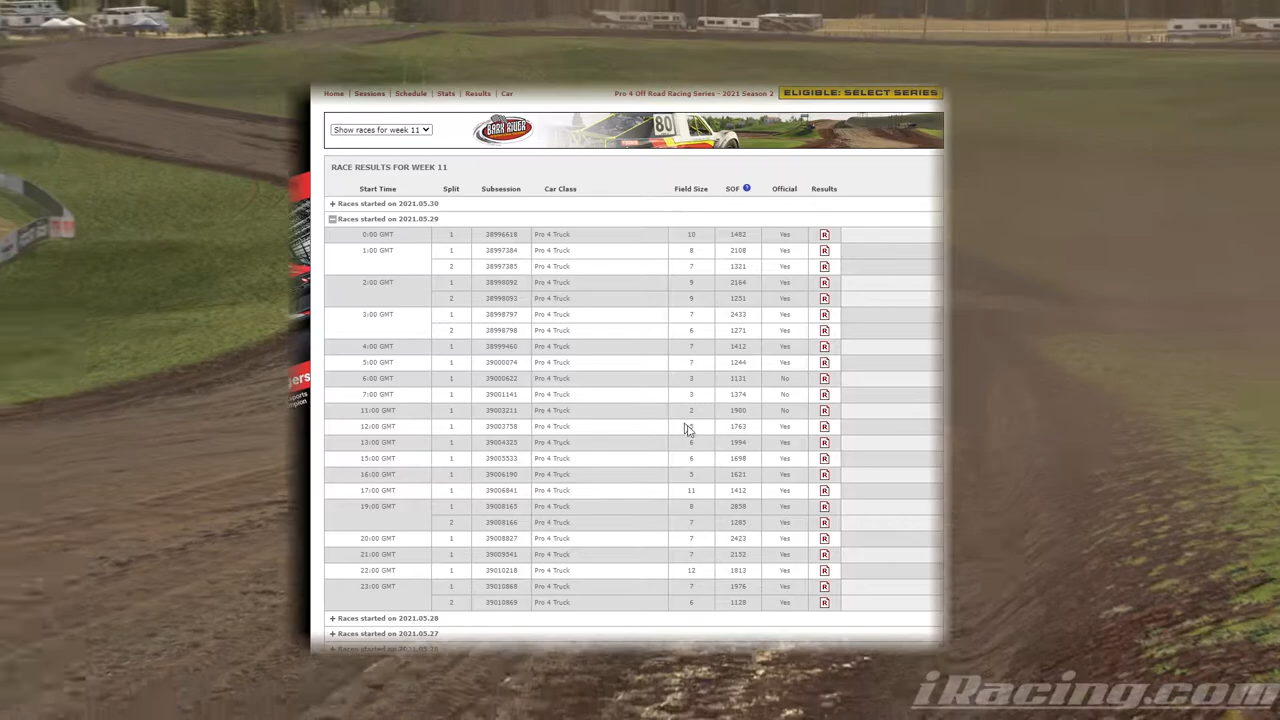 Home | Sessions | Schedule | Stats | Results | Car
Pro 4 Off Road Racing Series - 2021 Season 2
ELIGIBLE: SELECT SERIES
Show races for week 11
BARK RIVER
80
RACE RESULTS FOR WEEK 11
Start Time Split Subsession Car Class Field Size SOF ? Official Results
+ Races started on 2021.05.30
Races started on 2021.05.29
0:00 GMT 1 38996618 Pro 4 Truck 10 1482 Yes R
1:00 GMT 1 38997384 Pro 4 Truck 8 2108 Yes R
2 38997385 Pro 4 Truck 7 1321 Yes R
2:00 GMT 1 38998092 Pro 4 Truck 9 2164 Yes R
2 38998093 Pro 4 Truck 9 1251 Yes R
3:00 GMT 1 38998797 Pro 4 Truck 7 2433 Yes R
2 38998798 Pro 4 Truck 6 1271 Yes R
4:00 GMT 1 38999460 Pro 4 Truck 7 1412 Yes R
5:00 GMT 1 39000074 Pro 4 Truck 7 1244 Yes R
6:00 GMT 1 39000622 Pro 4 Truck 3 1131 No R
7:00 GMT 1 39001141 Pro 4 Truck 3 1374 No R
11:00 GMT 1 39003211 Pro 4 Truck 2 1900 No R
12:00 GMT 1 39003758 Pro 4 Truck 1763 Yes R
13:00 GMT 1 39004325 Pro 4 Truck 6 1994 Yes R
15:00 GMT 1 39005533 Pro 4 Truck 6 1698 Yes R
16:00 GMT 1 39006190 Pro 4 Truck 5 1621 Yes R
17:00 GMT 1 39006841 Pro 4 Truck 11 1412 Yes R
19:00 GMT 1 39008165 Pro 4 Truck 8 2858 Yes R
2 39008166 Pro 4 Truck 7 1285 Yes R
20:00 GMT 1 39008827 Pro 4 Truck 7 2423 Yes R
21:00 GMT 1 39009541 Pro 4 Truck 7 2152 Yes R
22:00 GMT 1 39010218 Pro 4 Truck 12 1813 Yes R
23:00 GMT 1 39010868 Pro 4 Truck 7 1976 Yes R
2 39010869 Pro 4 Truck 6 1128 Yes R
+ Races started on 2021.05.28
+ Races started on 2021.05.27
iRacing.com